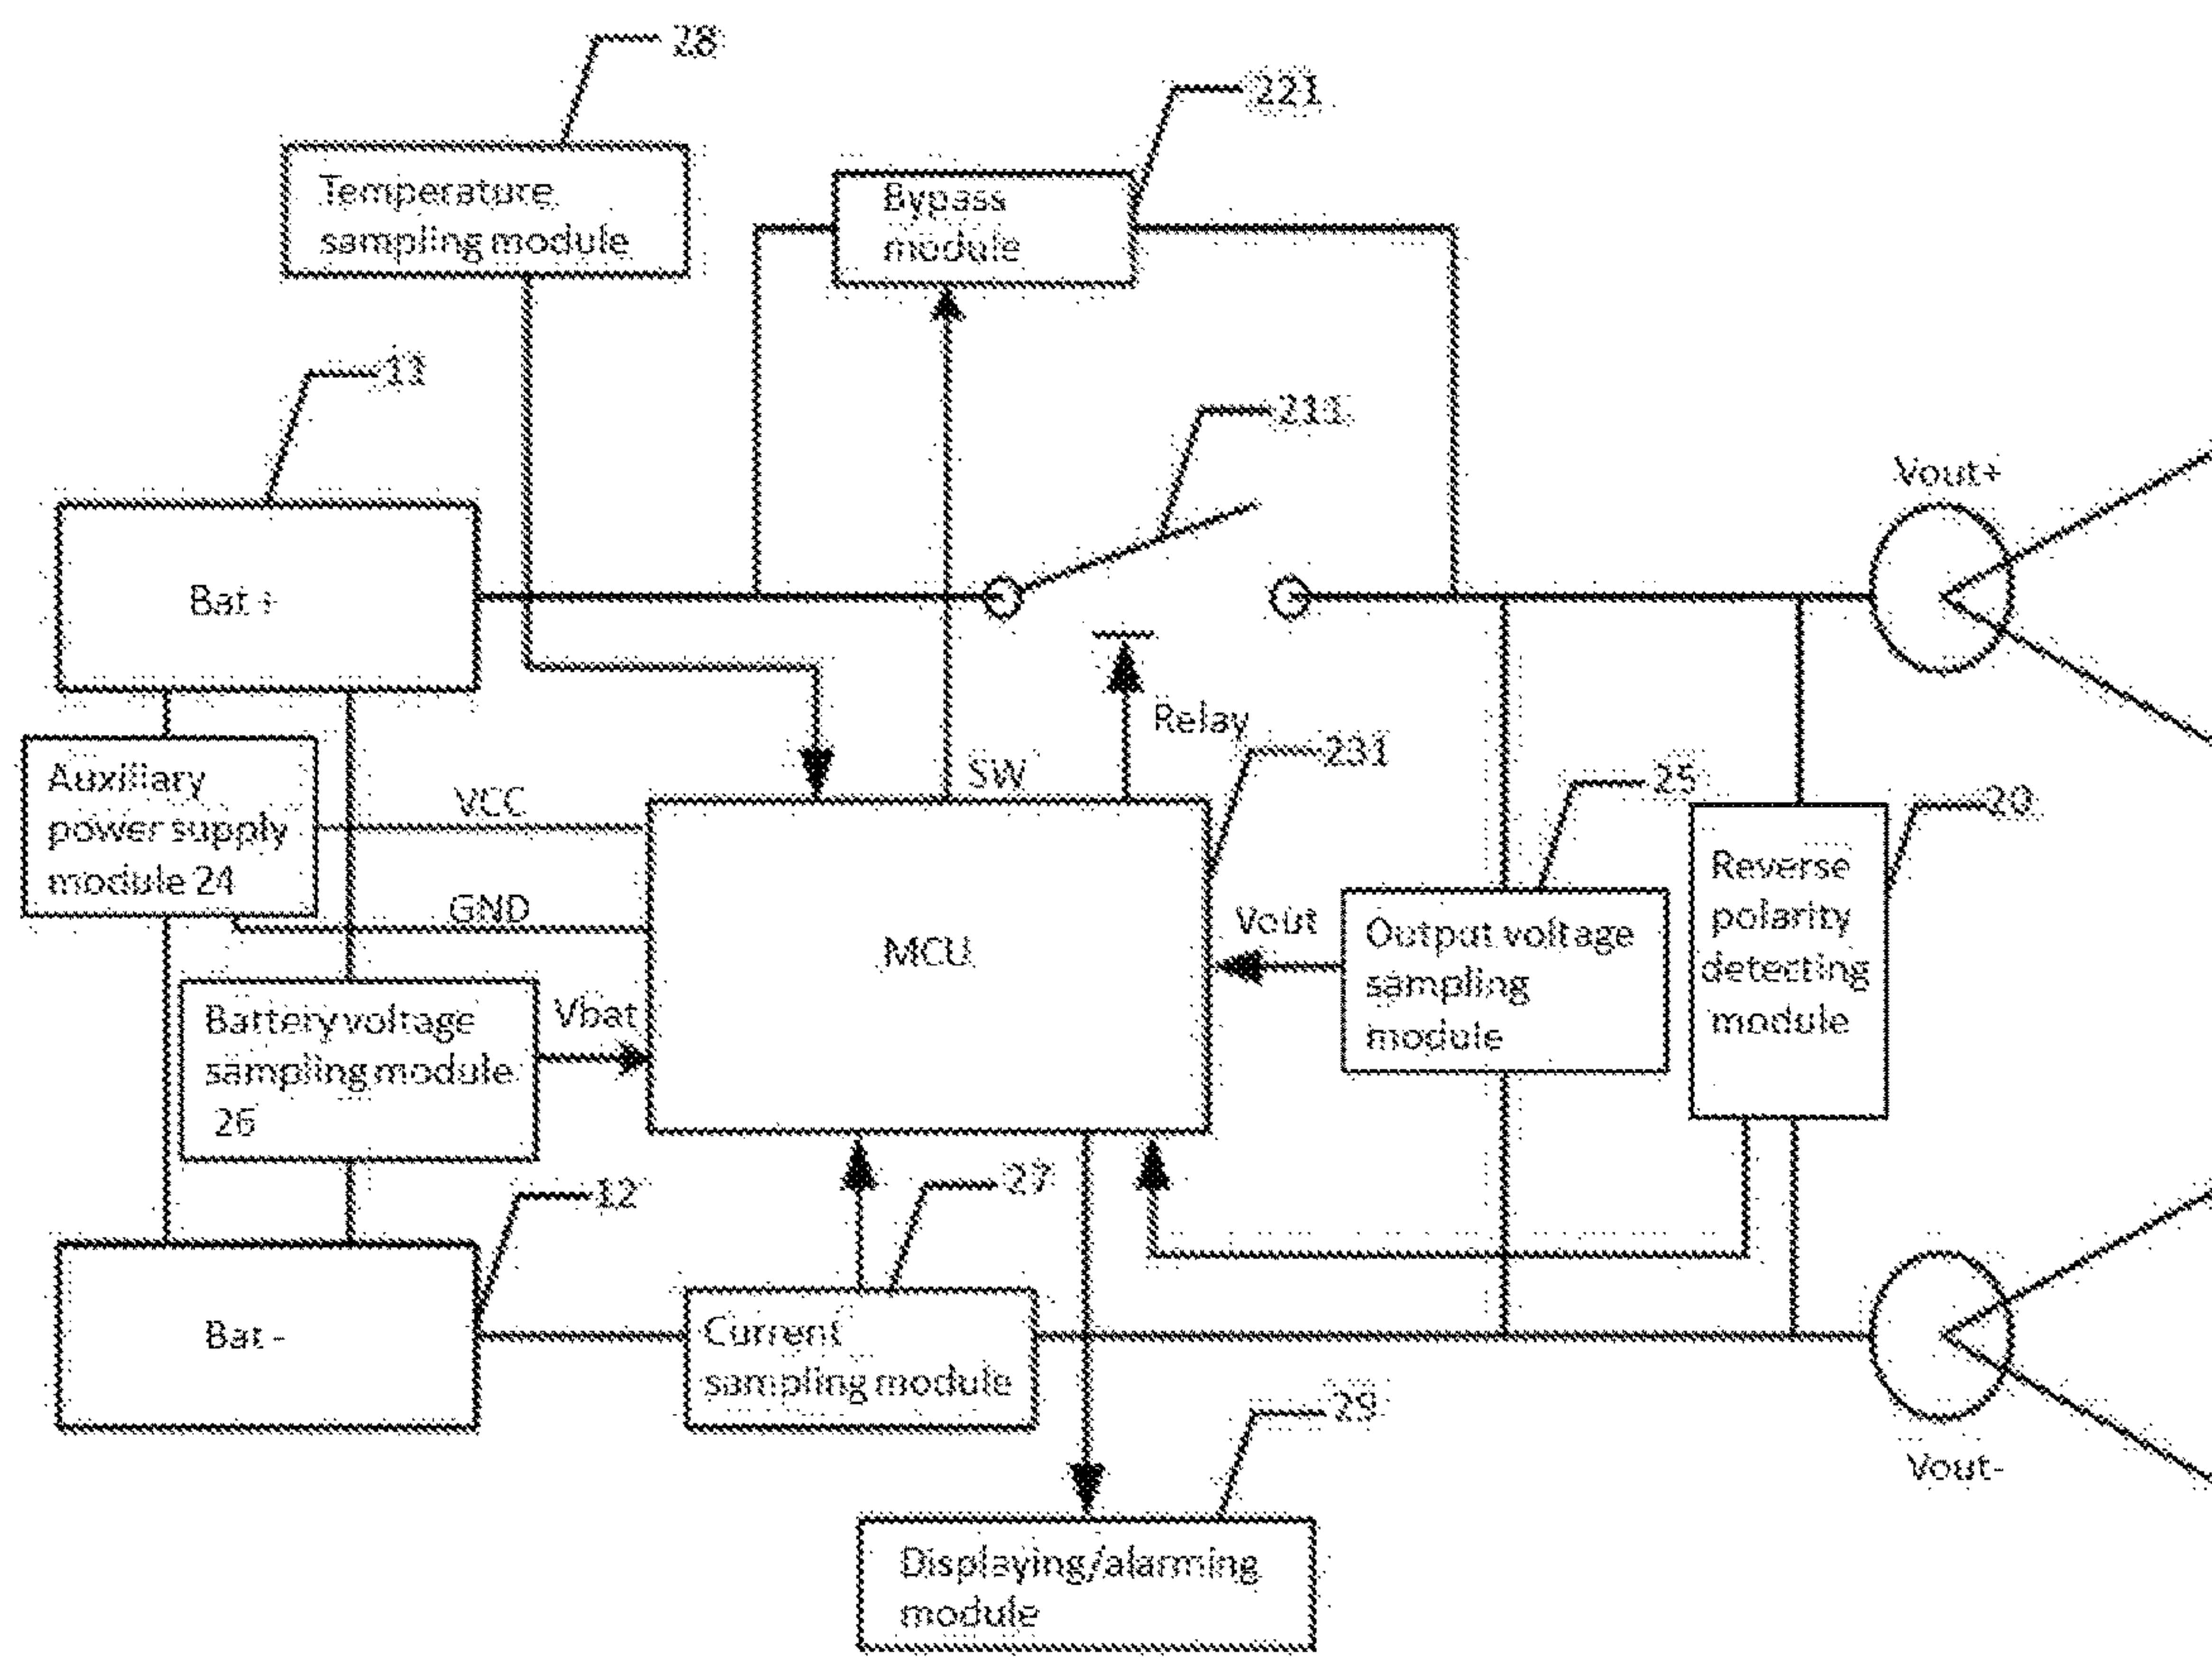 28
221
Temperature
sampling module
Bypass
module
11
211
Vout+
Bat +
Relay
231
SW
25
20
Auxiliary
power supply
module 24
VCC
GND
MCU
Vout
Output voltage
sampling
module
Reverse
polarity
detecting
module
Battery voltage
sampling module
26
Vbat
12
27
Bat -
Current
sampling module
29
Vout-
Displaying/alarming
module